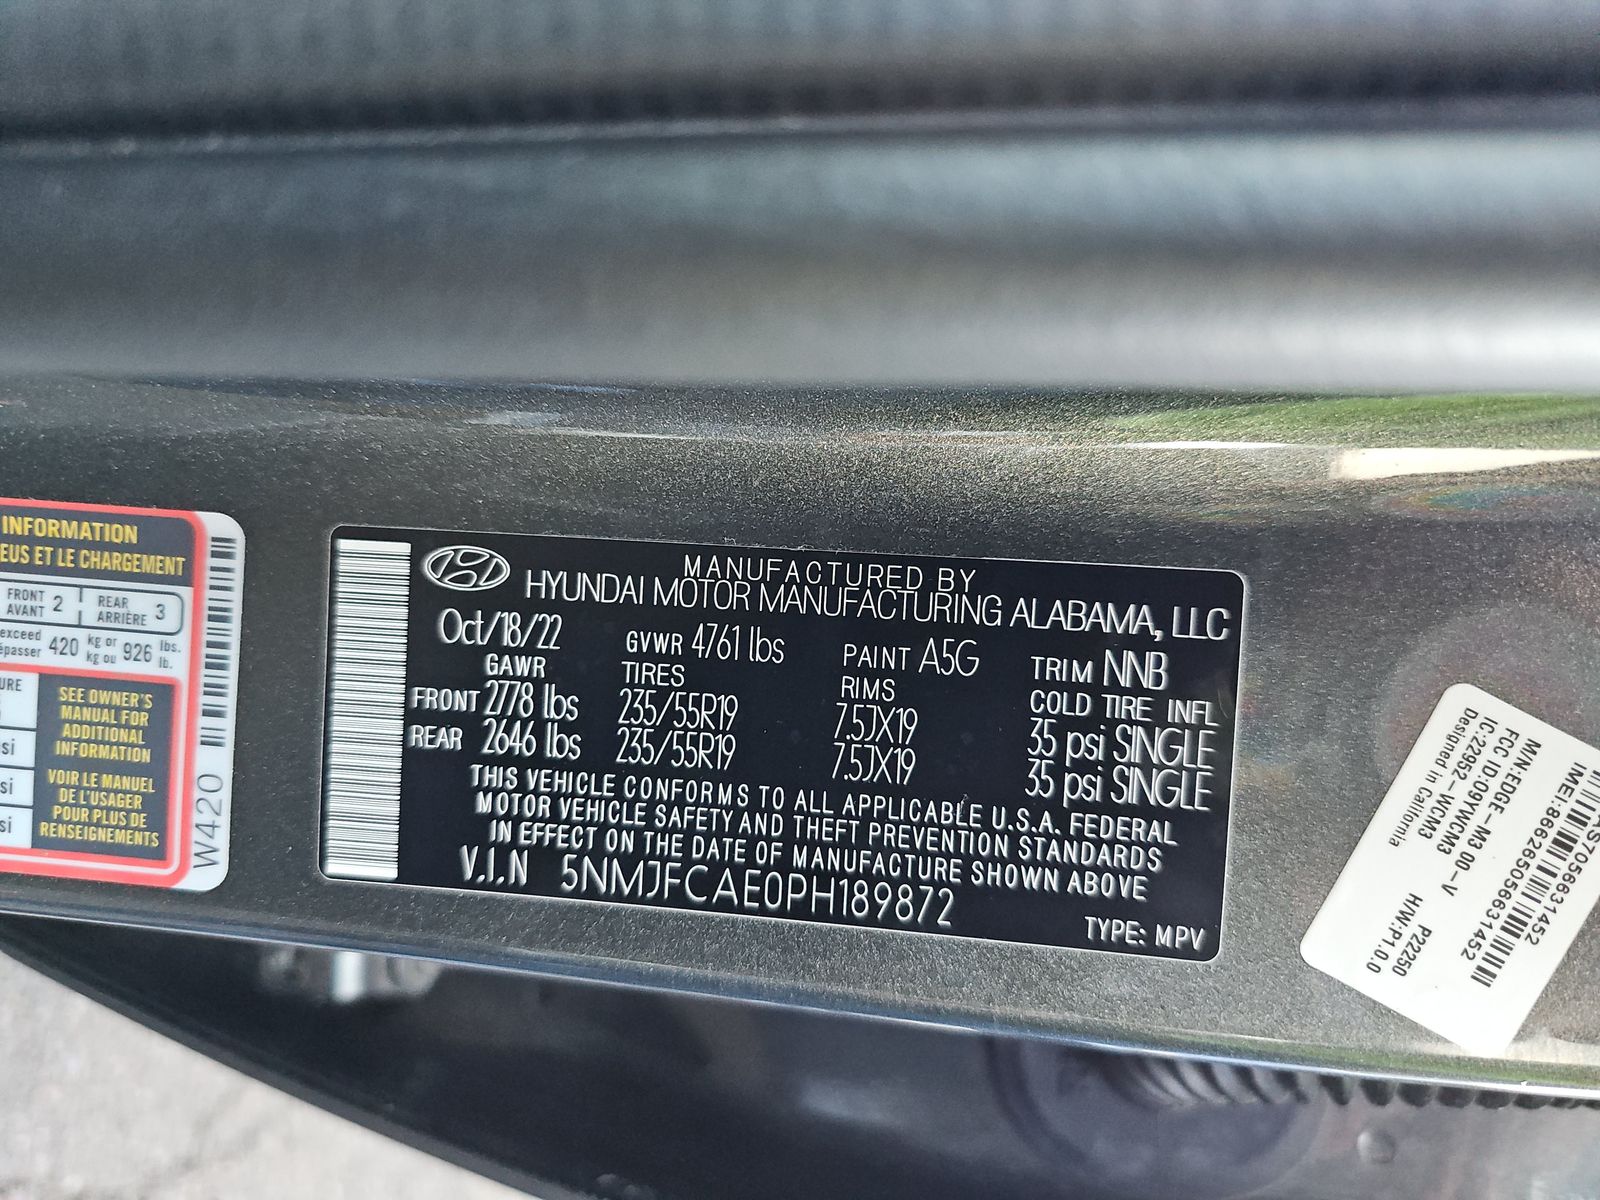 INFORMATION
EUS ET LE CHARGEMENT
FRONT AVANT 2 REAR ARRIÈRE 3
exceed 420 kg or 926 lbs.
kg ou lb.
SEE OWNER'S
MANUAL FOR
ADDITIONAL
INFORMATION
VOIR LE MANUEL
DE L'USAGER
POUR PLUS DE
RENSEIGNEMENTS
W420
MANUFACTURED BY
HYUNDAI MOTOR MANUFACTURING ALABAMA, LLC
Oct/18/22 GVWR 4761 lbs PAINT A5G TRIM NNB
GAWR TIRES RIMS COLD TIRE INFL
FRONT 2778 lbs 235/55R19 7.5JX19 35 psi SINGLE
REAR 2646 lbs 235/55R19 7.5JX19 35 psi SINGLE
THIS VEHICLE CONFORMS TO ALL APPLICABLE U.S.A. FEDERAL
MOTOR VEHICLE SAFETY AND THEFT PREVENTION STANDARDS
IN EFFECT ON THE DATE OF MANUFACTURE SHOWN ABOVE
V.I.N 5NMJFCAE0PH189872
TYPE: MPV
IMEI:866265056631452
M/N:EDGE-M3 00-V
FCC ID:09YWCM3
IC:22952-WCM3
Designed in California
P222250
H/W:P1.0.0